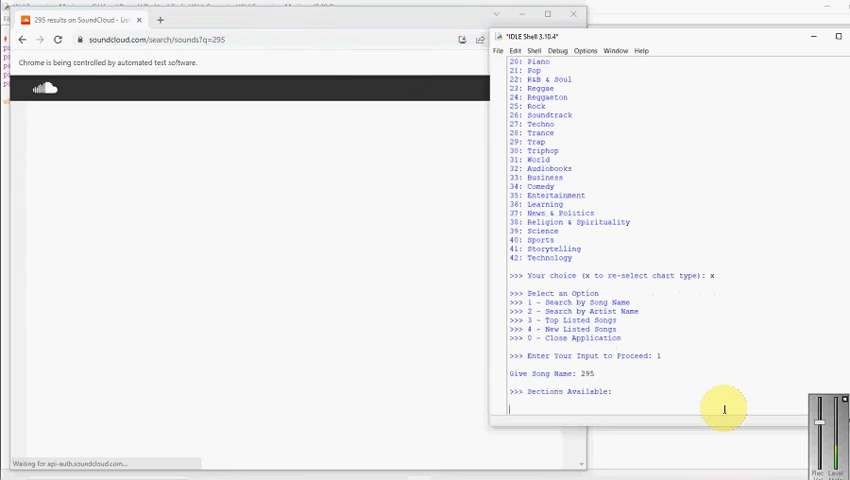 295 results on SoundCloud - List
soundcloud.com/search/sounds?q=295
Chrome is being controlled by automated test software.
Waiting for api-auth.soundcloud.com...
*IDLE Shell 3.10.4*
File Edit Shell Debug Options Window Help
20: Piano
21: Pop
22: R&B & Soul
23: Reggae
24: Reggaeton
25: Rock
26: Soundtrack
27: Techno
28: Trance
29: Trap
30: Triphop
31: World
32: Audiobooks
33: Business
34: Comedy
35: Entertainment
36: Learning
37: News & Politics
38: Religion & Spirituality
39: Science
40: Sports
41: Storytelling
42: Technology
>>> Your choice (x to re-select chart type): x
>>> Select an Option
>>> 1 - Search by Song Name
>>> 2 - Search by Artist Name
>>> 3 - Top Listed Songs
>>> 4 - New Listed Songs
>>> 0 - Close Application
>>> Enter Your Input to Proceed: 1
Give Song Name: 295
>>> Sections Available: